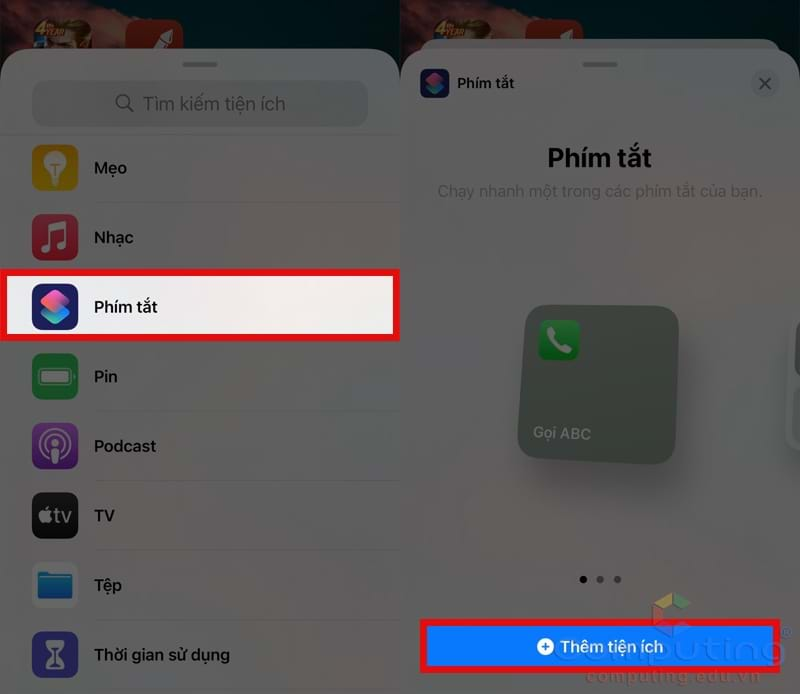 4th
YEAR
Tìm kiếm tiện ích
Mẹo
Nhạc
Phím tắt
Pin
Podcast
tv
TV
Tệp
Thời gian sử dụng
Phím tắt
Phím tắt
Chạy nhanh một trong các phím tắt của bạn.
Gọi ABC
Thêm tiện ích
Computing®
computing.edu.vn